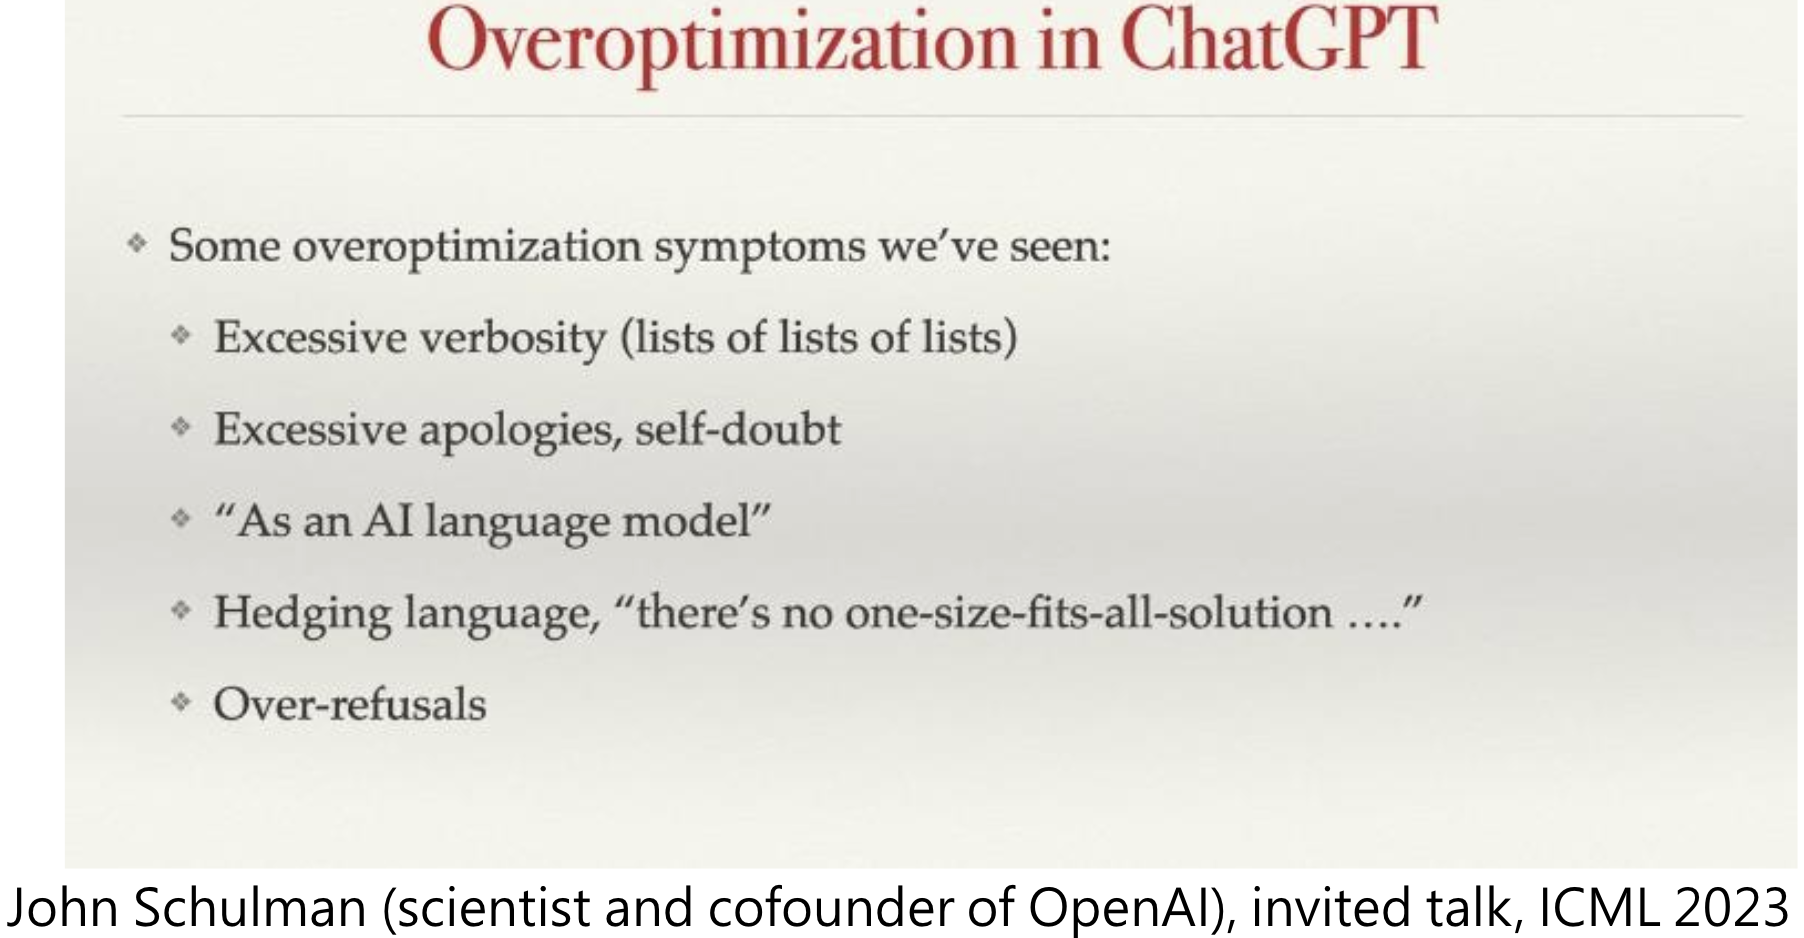 Overoptimization in ChatGPT
Some overoptimization symptoms we've seen:
Excessive verbosity (lists of lists of lists)
Excessive apologies, self-doubt
“As an AI language model”
Hedging language, “there's no one-size-fits-all-solution ….”
Over-refusals
John Schulman (scientist and cofounder of OpenAI), invited talk, ICML 2023